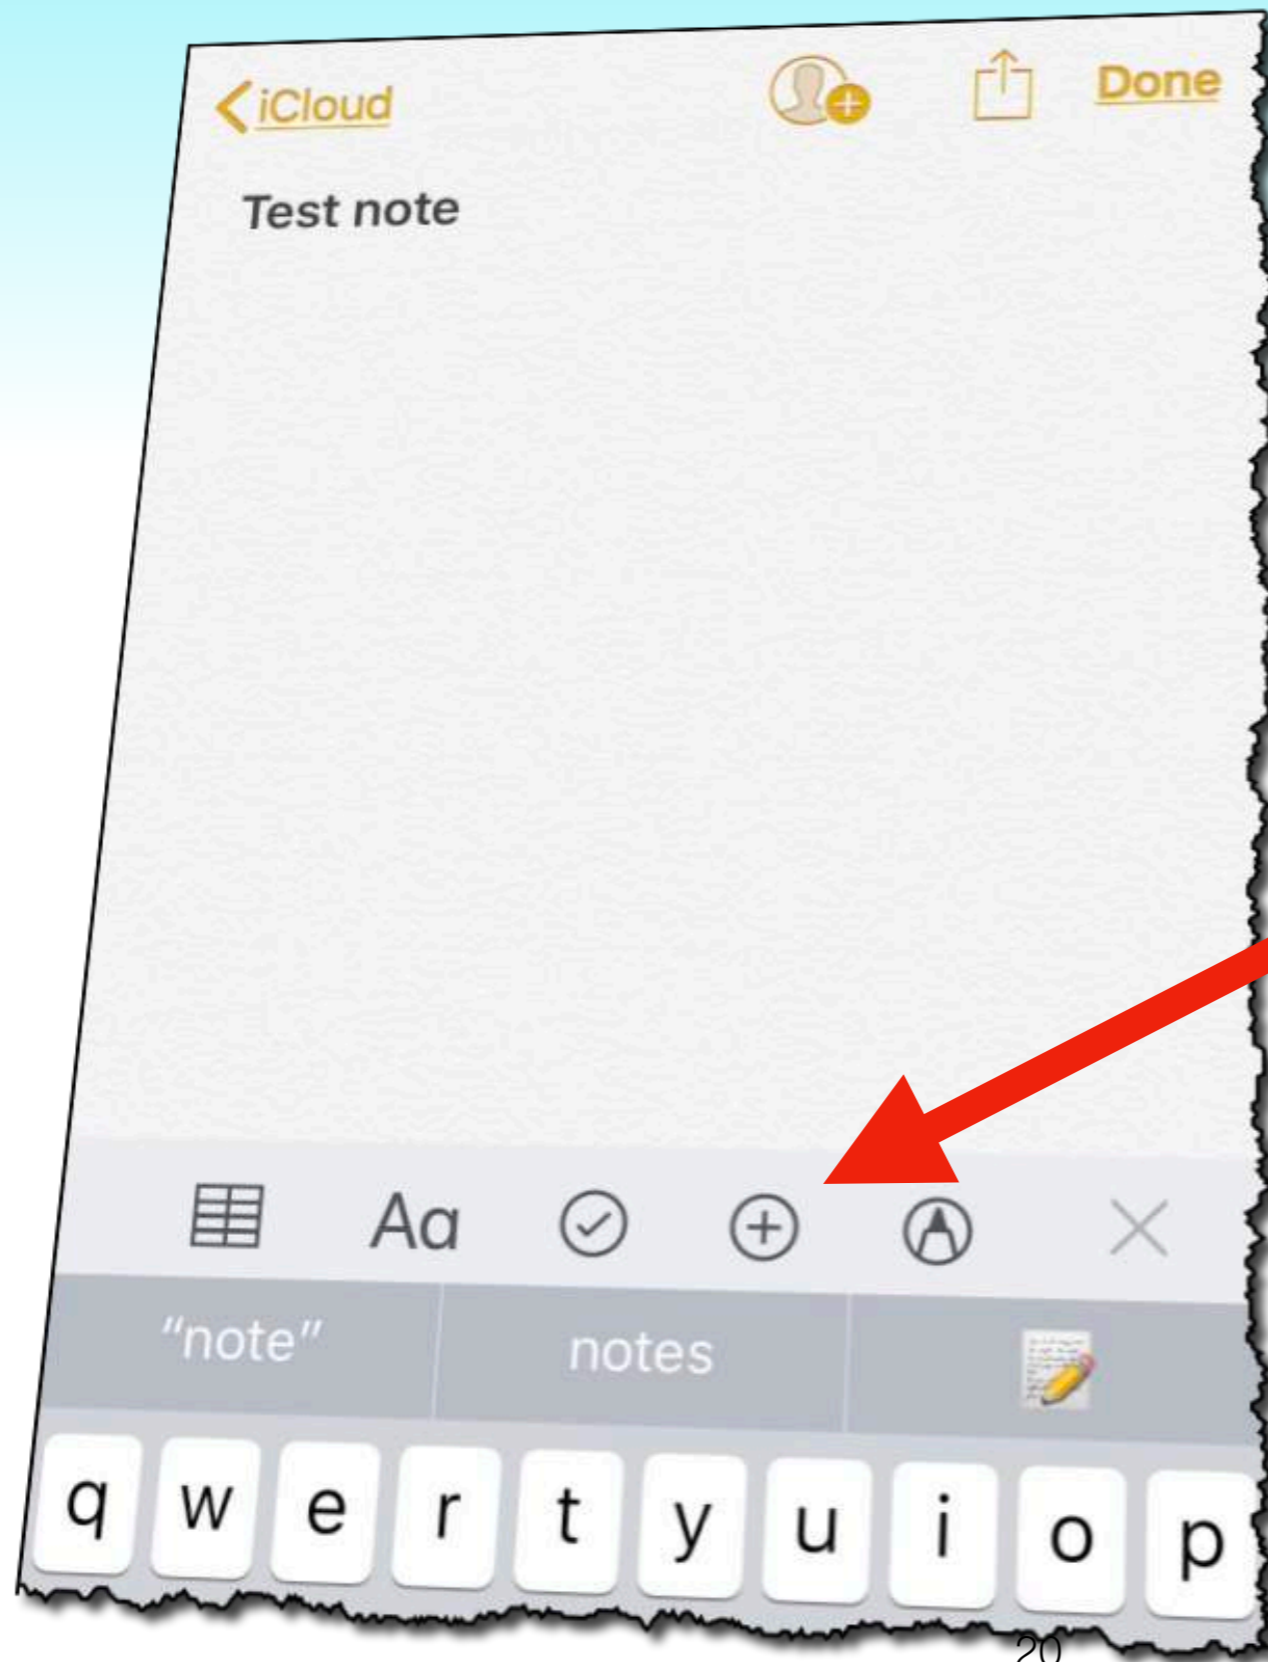 iCloud Done
Test note
Aa
"note" notes
q w e r t y u i o p
20